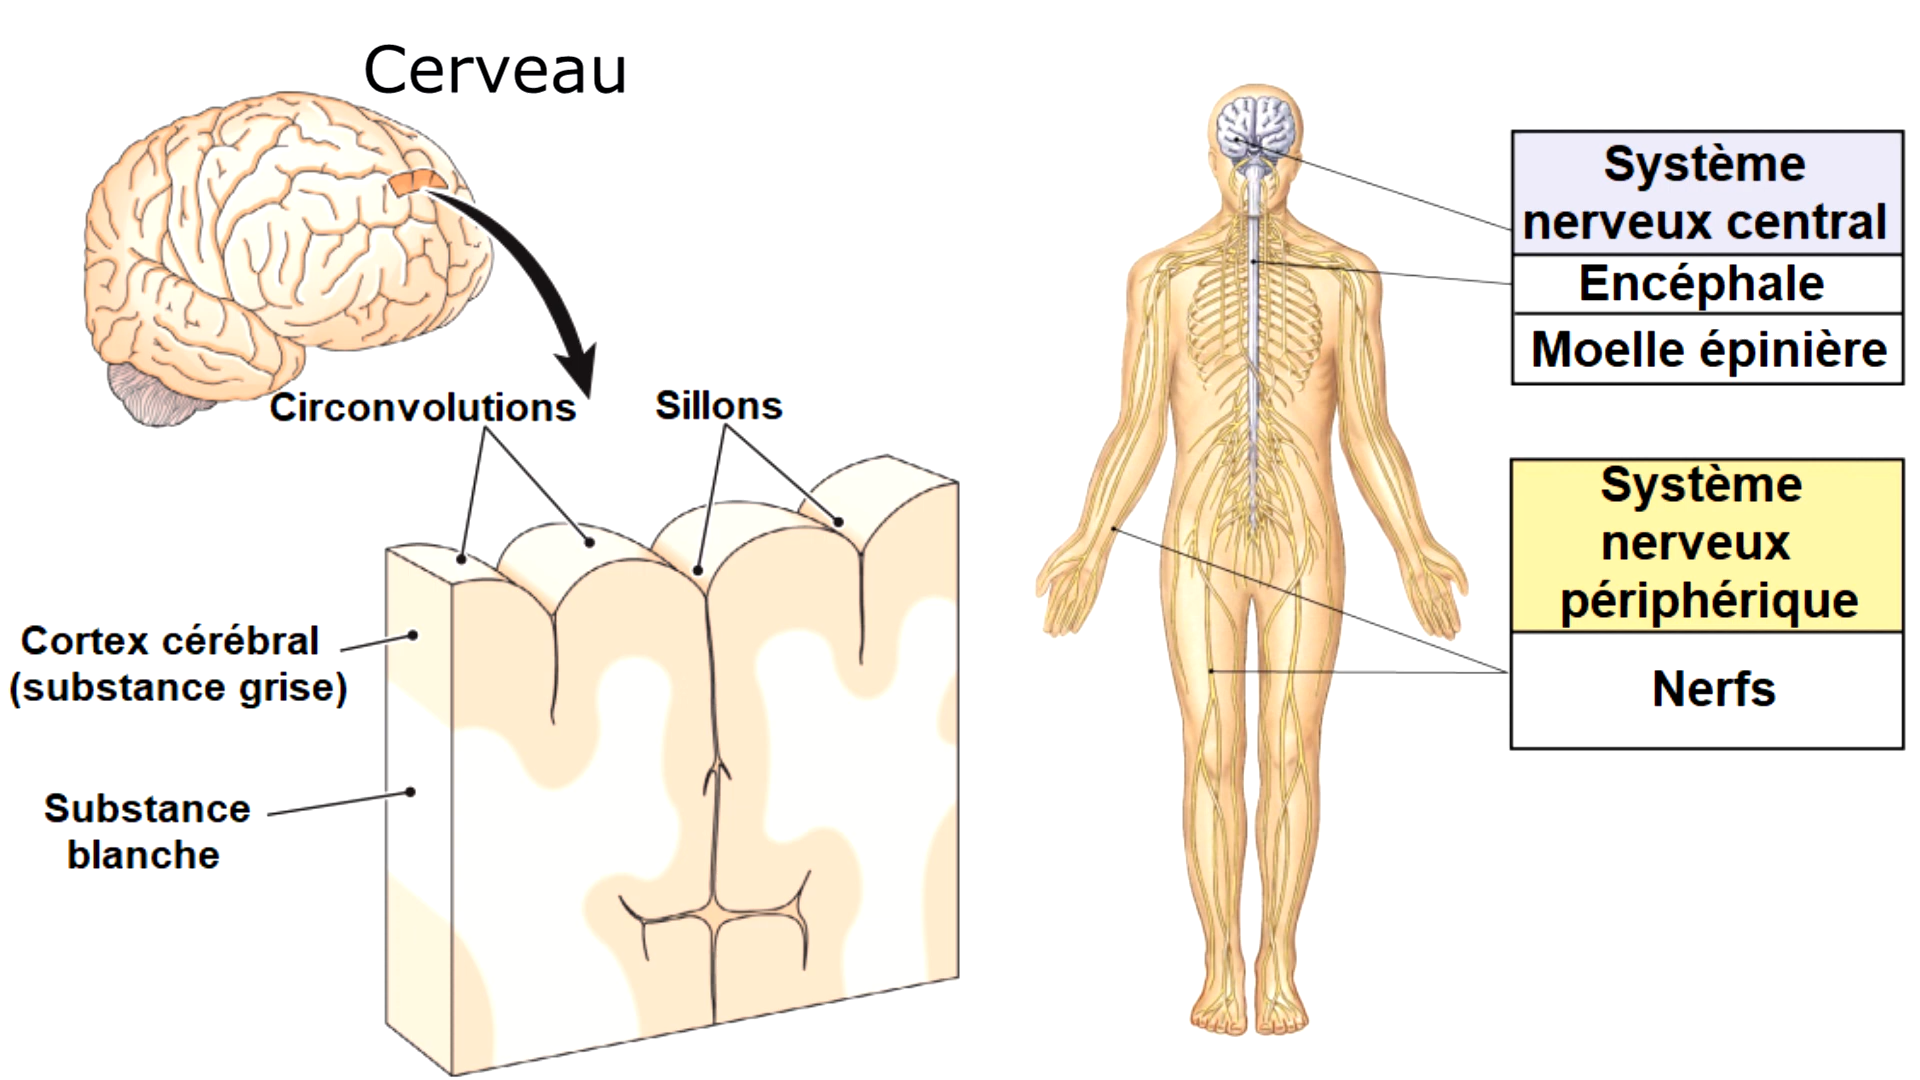 Cerveau
Circonvolutions
Sillons
Cortex cérébral
(substance grise)
Substance
blanche
Système
nerveux central
Encéphale
Moelle épinière
Système
nerveux
périphérique
Nerfs